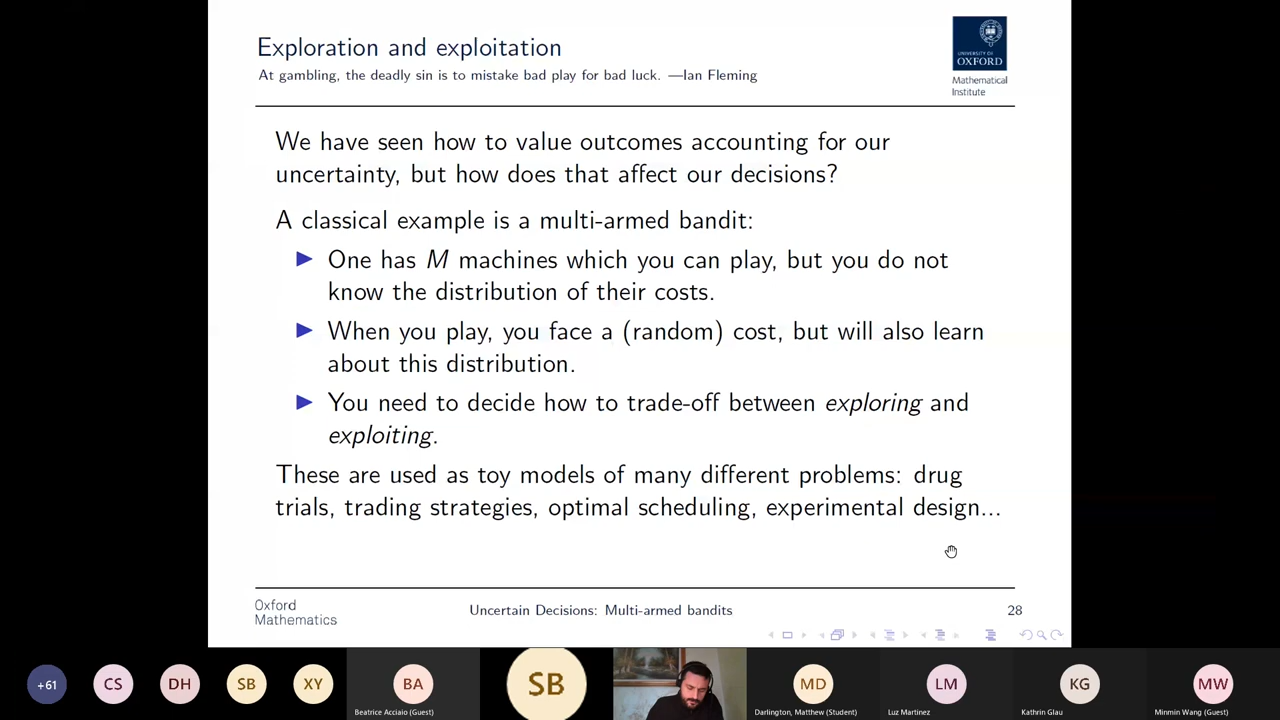 Exploration and exploitation
At gambling, the deadly sin is to mistake bad play for bad luck. —Ian Fleming
UNIVERSITY OF
OXFORD
Mathematical
Institute
We have seen how to value outcomes accounting for our
uncertainty, but how does that affect our decisions?
A classical example is a multi-armed bandit:
One has M machines which you can play, but you do not
know the distribution of their costs.
When you play, you face a (random) cost, but will also learn
about this distribution.
You need to decide how to trade-off between exploring and
exploiting.
These are used as toy models of many different problems: drug
trials, trading strategies, optimal scheduling, experimental design...
Oxford
Mathematics
Uncertain Decisions: Multi-armed bandits
28
+61
CS
DH
SB
XY
BA
SB
MD
LM
KG
MW
Beatrice Acciaio (Guest)
Darlington, Matthew (Student)
Luz Martinez
Kathrin Glau
Minmin Wang (Guest)